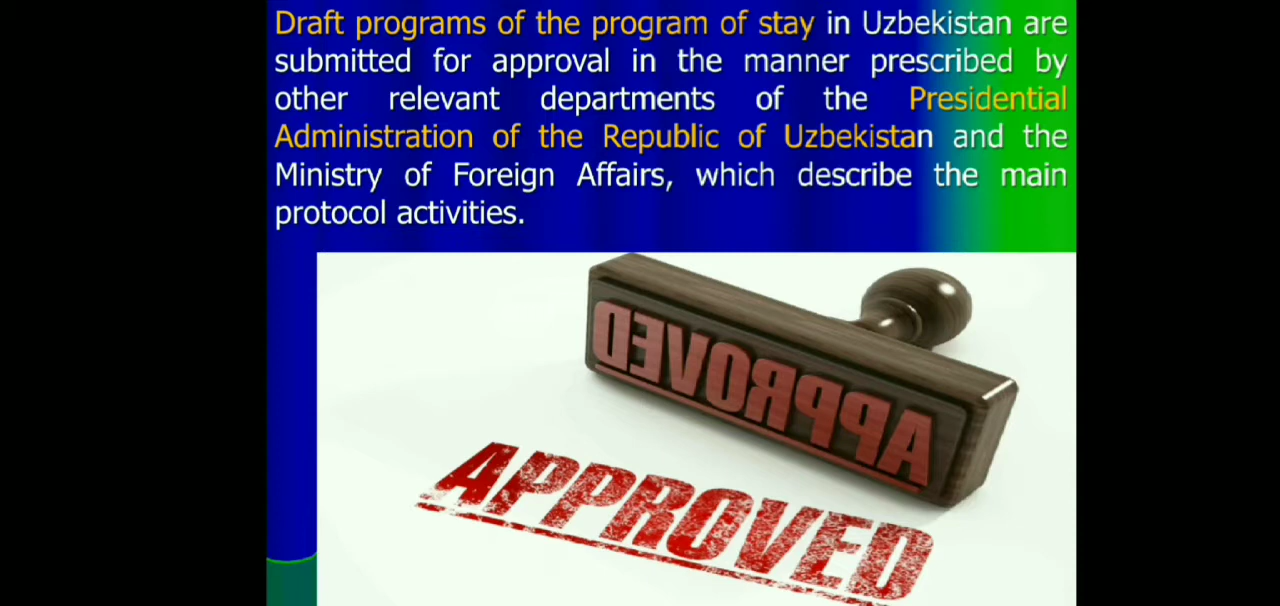 Draft programs of the program of stay in Uzbekistan are
submitted for approval in the manner prescribed by
other relevant departments of the Presidential
Administration of the Republic of Uzbekistan and the
Ministry of Foreign Affairs, which describe the main
protocol activities.
APPROVED
APPROVED